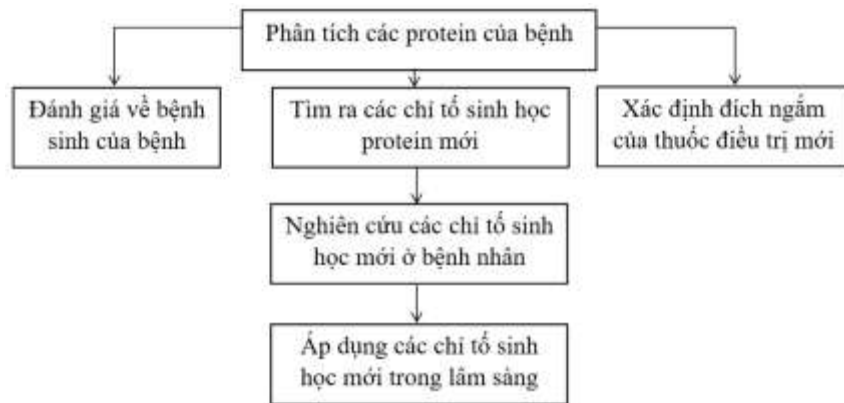 Phân tích các protein của bệnh
Đánh giá về bệnh
sinh của bệnh
Tìm ra các chỉ tố sinh học
protein mới
Xác định đích ngắm
của thuốc điều trị mới
Nghiên cứu các chỉ tố sinh
học mới ở bệnh nhân
Áp dụng các chỉ tố sinh
học mới trong lâm sàng